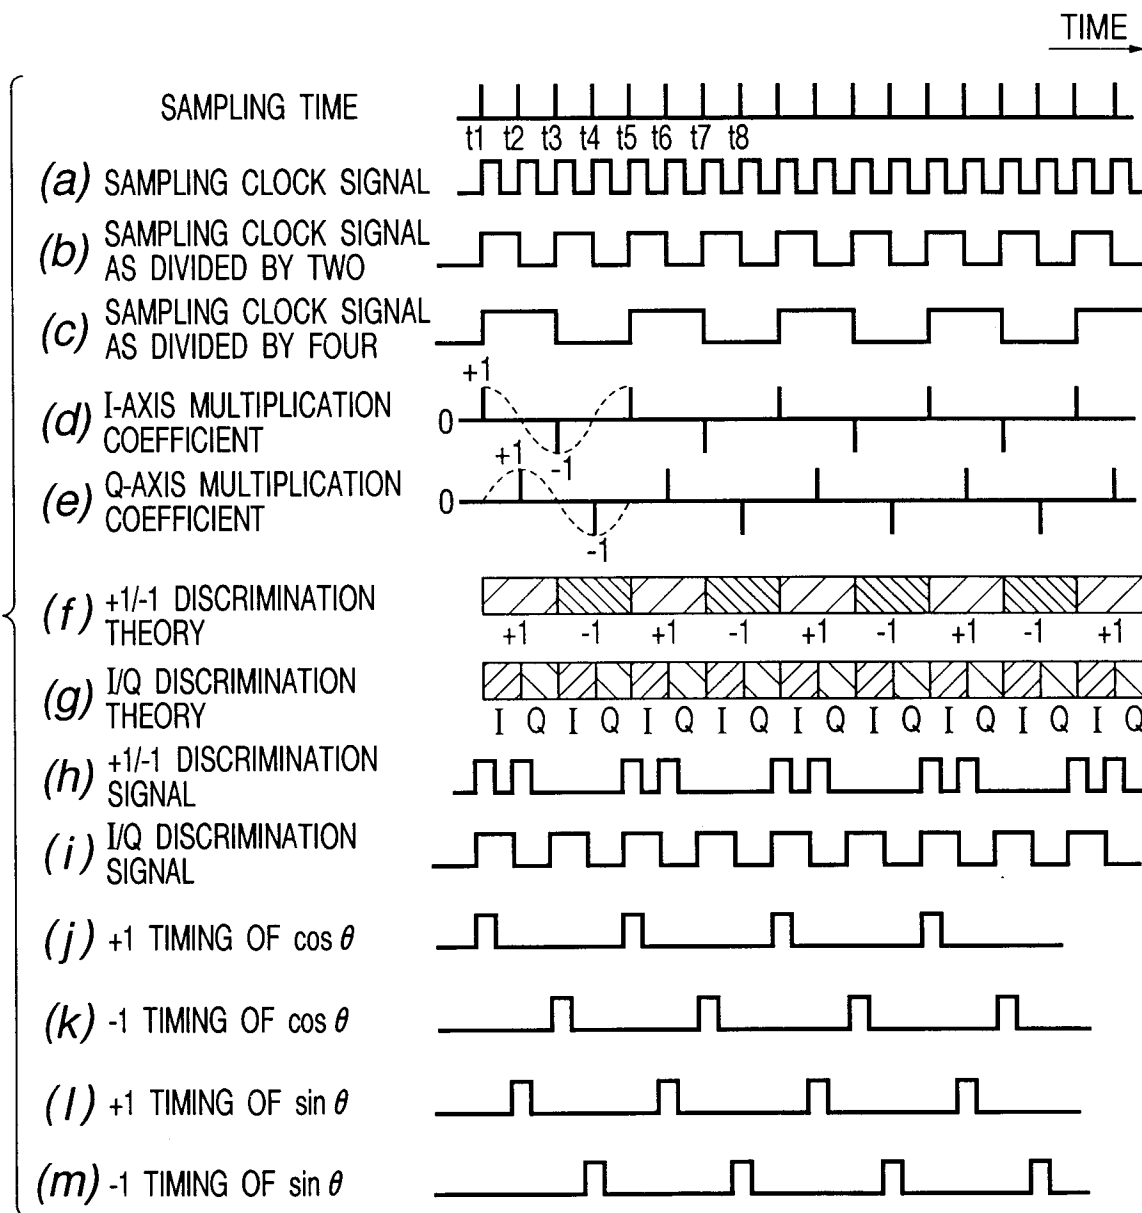 TIME
SAMPLING TIME
t1 t2 t3 t4 t5 t6 t7 t8
(a) SAMPLING CLOCK SIGNAL
(b) SAMPLING CLOCK SIGNAL
AS DIVIDED BY TWO
(c) SAMPLING CLOCK SIGNAL
AS DIVIDED BY FOUR
+1
(d) I-AXIS MULTIPLICATION
COEFFICIENT
0
-1
+1
(e) Q-AXIS MULTIPLICATION
COEFFICIENT
0
-1
(f) +1/-1 DISCRIMINATION
THEORY
+1 -1 +1 -1 +1 -1 +1 -1 +1
(g) I/Q DISCRIMINATION
THEORY
I Q I Q I Q I Q I Q I Q I Q I Q I Q
(h) +1/-1 DISCRIMINATION
SIGNAL
(i) I/Q DISCRIMINATION
SIGNAL
(j) +1 TIMING OF cos θ
(k) -1 TIMING OF cos θ
(l) +1 TIMING OF sin θ
(m) -1 TIMING OF sin θ